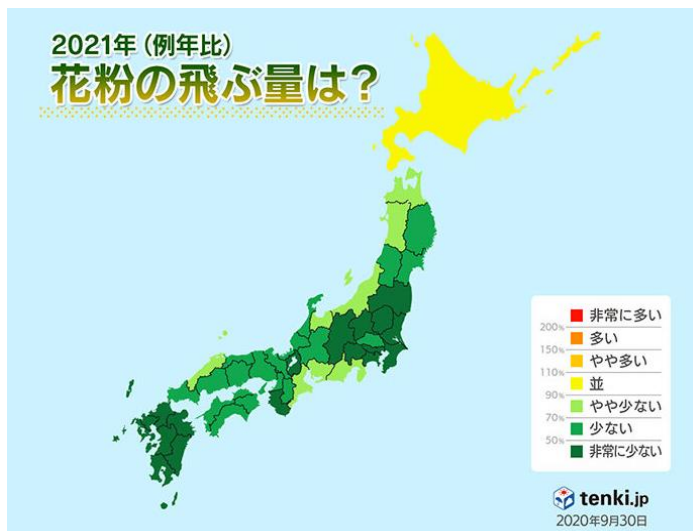 2021年(例年比)
花粉の飛ぶ量は?
非常に多い
200%
多い
150%
やや多い
110%
並
90%
やや少ない
70%
少ない
50%
非常に少ない
tenki.jp
2020年9月30日